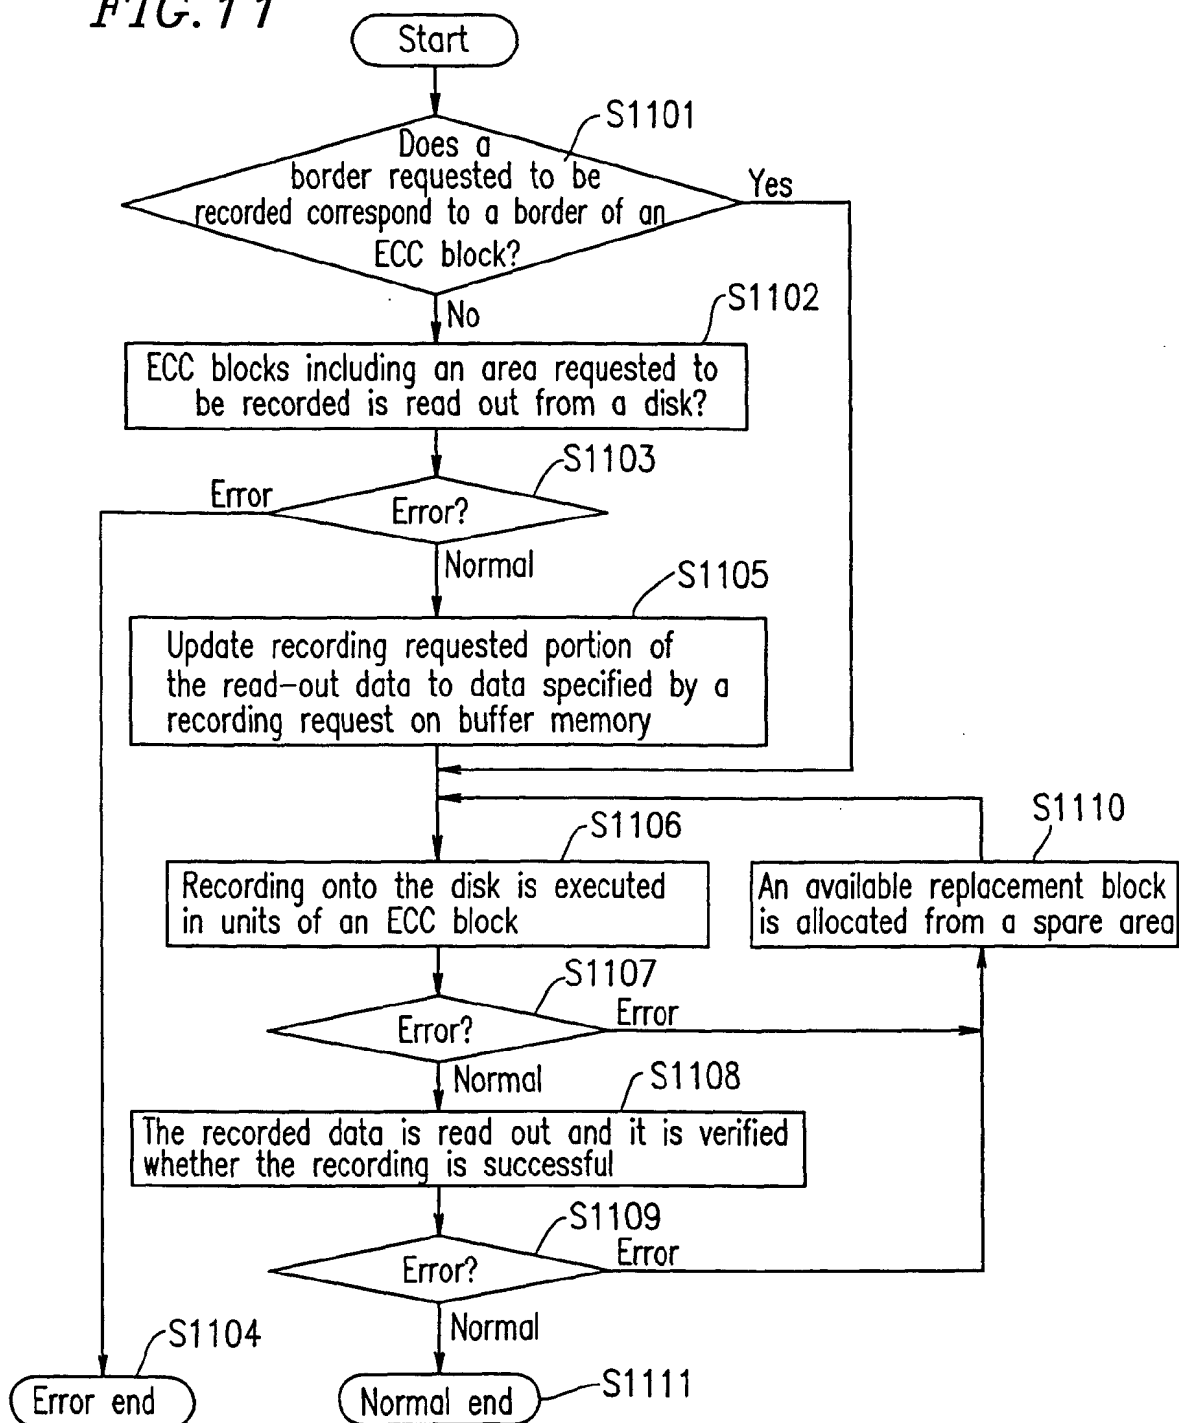 FIG. 11
Start
S1101
Does a
border requested to be
recorded correspond to a border of an
ECC block?
Yes
No
S1102
ECC blocks including an area requested to
be recorded is read out from a disk?
S1103
Error
Error?
Normal
S1105
Update recording requested portion of
the read-out data to data specified by a
recording request on buffer memory
S1106
S1110
Recording onto the disk is executed
in units of an ECC block
An available replacement block
is allocated from a spare area
S1107
Error?
Error
Normal
S1108
The recorded data is read out and it is verified
whether the recording is successful
S1109
Error?
Error
Normal
S1104
Error end
Normal end
S1111